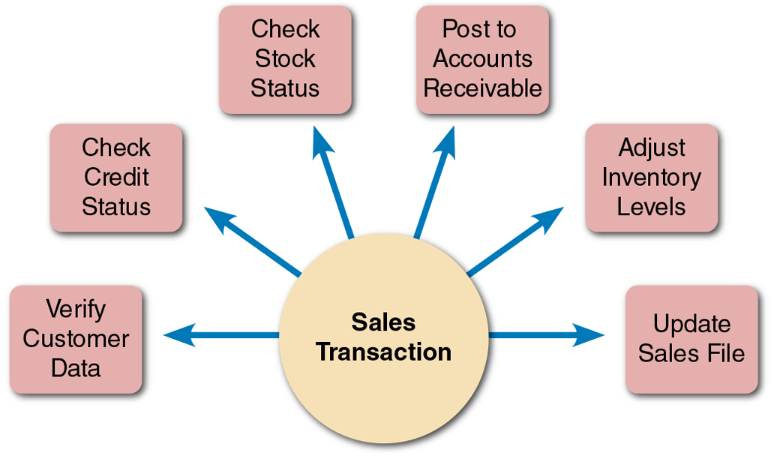 Check
Stock
Status
Post to
Accounts
Receivable
Check
Credit
Status
Adjust
Inventory
Levels
Verify
Customer
Data
Sales
Transaction
Update
Sales File